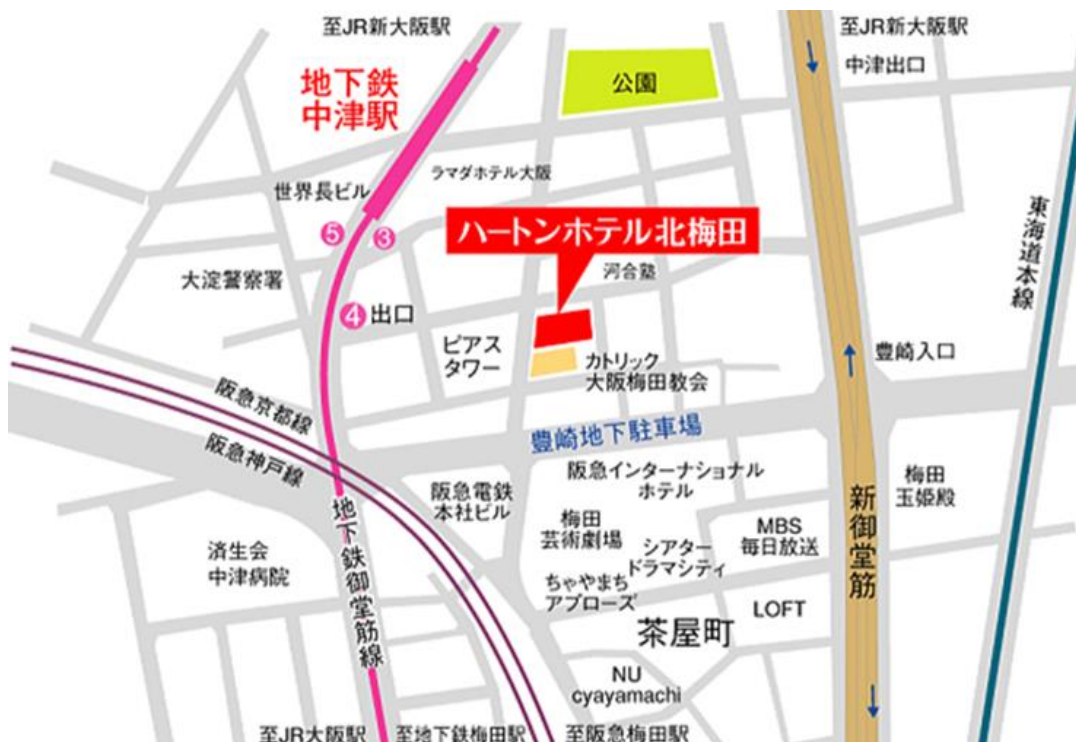 至JR新大阪駅
至JR新大阪駅
地下鉄
中津駅
公園
中津出口
ラマダホテル大阪
世界長ビル
ハートンホテル北梅田
⑤
③
東海道本線
大淀警察署
河合塾
④出口
ピアス
タワー
カトリック
大阪梅田教会
豊崎入口
阪急京都線
阪急神戸線
豊崎地下駐車場
阪急インターナショナル
ホテル
阪急電鉄
本社ビル
梅田
玉姫殿
新御堂筋
梅田
芸術劇場
MBS
毎日放送
シアター
ドラマシティ
地下鉄御堂筋線
済生会
中津病院
ちゃやまち
アプローズ
LOFT
茶屋町
NU
cyayamachi
至JR大阪駅
至地下鉄梅田駅
至阪急梅田駅